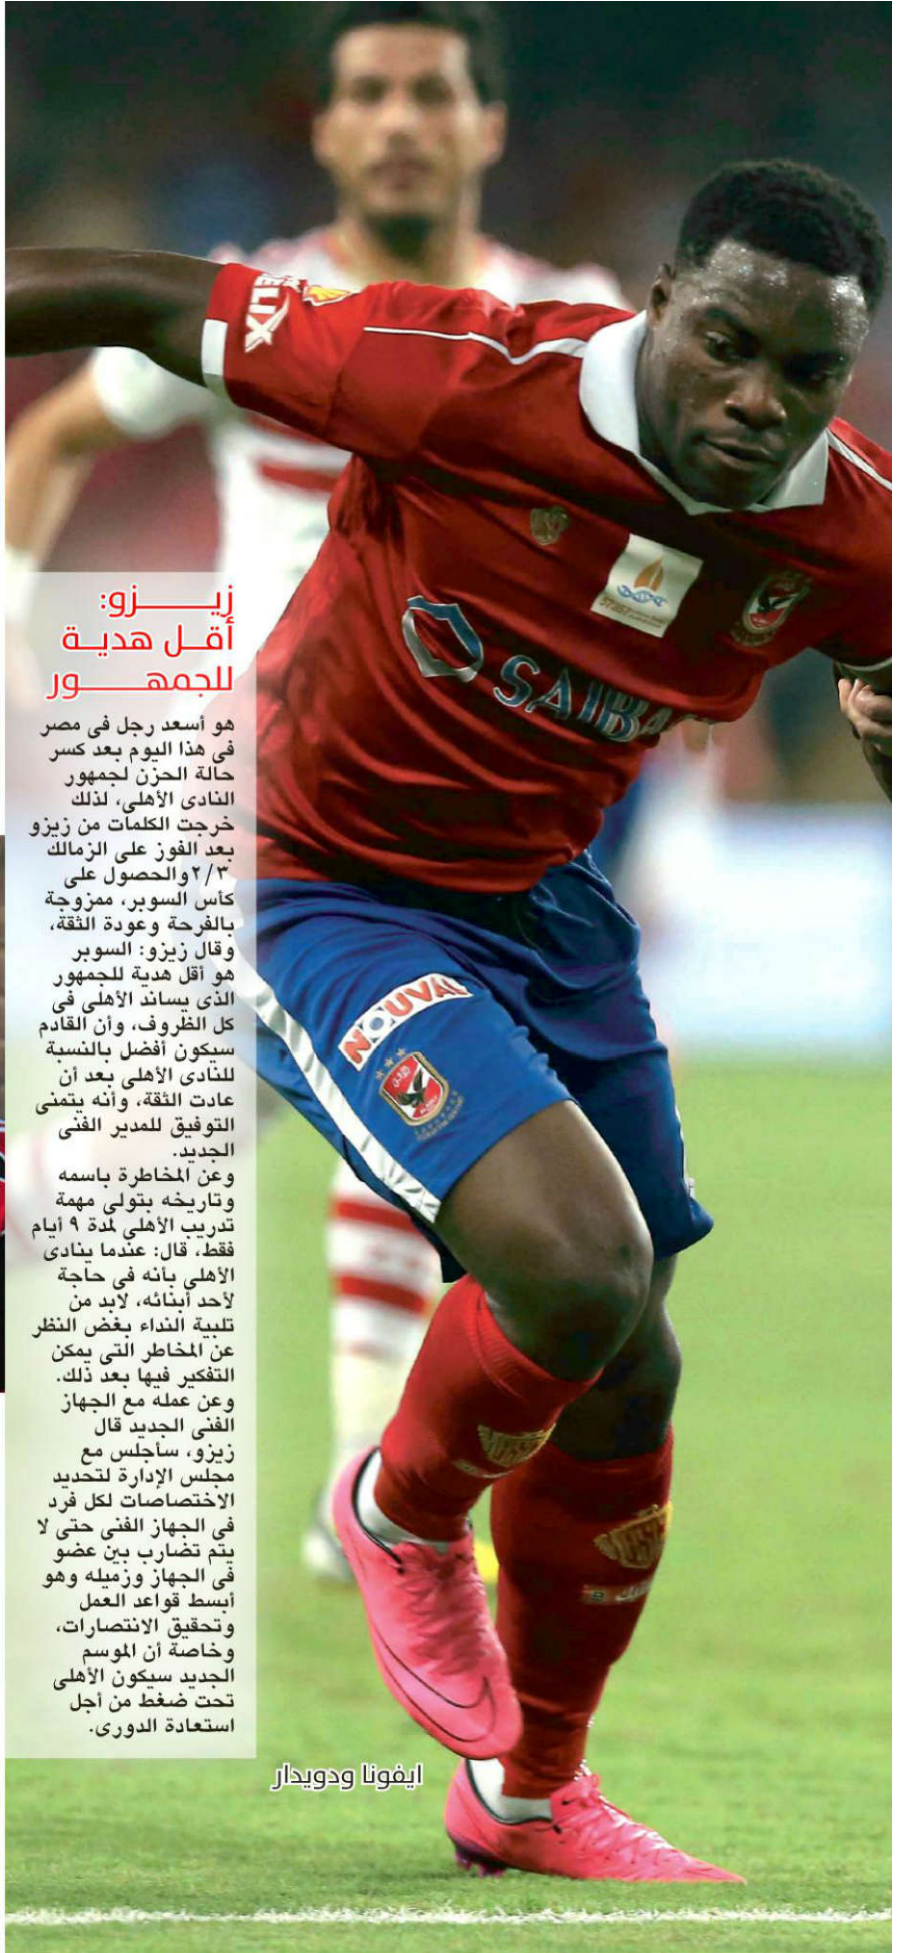 زيــــزو:
أقــل هديــة
للجمهـــــور
هو أسعد رجل فى مصر
فى هذا اليوم بعد كسر
حالة الحزن لجمهور
النادى الأهلى، لذلك
خرجت الكلمات من زيزو
بعد الفوز على الزمالك
٢/٣ والحصول على
كأس السوبر، ممزوجة
بالفرحة وعودة الثقة،
وقال زيزو: السوبر
هو أقل هدية للجمهور
الذى يساند الأهلى فى
كل الظروف، وأن القادم
سيكون أفضل بالنسبة
للنادى الأهلى بعد أن
عادت الثقة، وأنه يتمنى
التوفيق للمدير الفنى
الجديد.
وعن المخاطرة باسمه
وتاريخه بتولى مهمة
تدريب الأهلى لمدة ٩ أيام
فقط، قال: عندما ينادى
الأهلى بأنه فى حاجة
لأحد أبنائه، لابد من
تلبية النداء بغض النظر
عن المخاطر التى يمكن
التفكير فيها بعد ذلك.
وعن عمله مع الجهاز
الفنى الجديد قال
زيزو، سأجلس مع
مجلس الإدارة لتحديد
الاختصاصات لكل فرد
فى الجهاز الفنى حتى لا
يتم تضارب بين عضو
فى الجهاز وزميله وهو
أبسط قواعد العمل
وتحقيق الانتصارات،
وخاصة أن الموسم
الجديد سيكون الأهلى
تحت ضغط من أجل
استعادة الدورى.
ايفونا ودويدار
SAIBA
NOUVAL